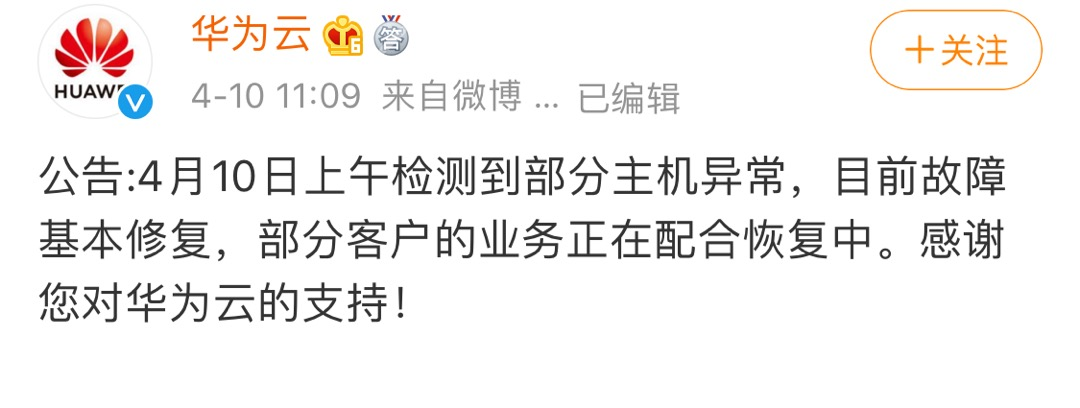 华为云
答
6
HUAWE
V
+关注
4-10 11:09 来自微博 ... 已编辑
公告:4月10日上午检测到部分主机异常，目前故障
基本修复，部分客户的业务正在配合恢复中。感谢
您对华为云的支持！